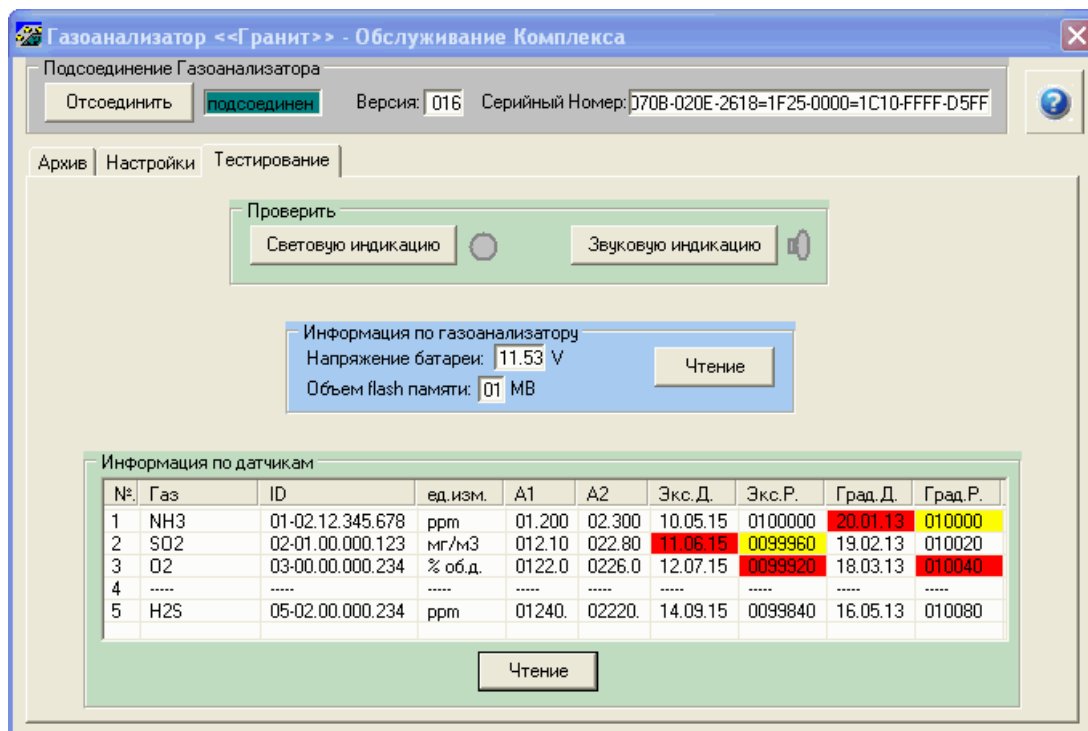 Газоанализатор <<Гранит>> - Обслуживание Комплекса
Подсоединение Газоанализатора
Отсоединить подсоединен Версия: 016 Серийный Номер: 070B-020E-2618=1F25-0000=1C10-FFFF-D5FF
Архив Настройки Тестирование
Проверить
Световую индикацию Звуковую индикацию
Информация по газоанализатору
Напряжение батареи: 11.53 V Чтение
Объем flash памяти: 01 MB
Информация по датчикам
№. Газ ID ед.изм. A1 A2 Экс.Д. Экс.Р. Град.Д. Град.Р.
1 NH3 01-02.12.345.678 ppm 01.200 02.300 10.05.15 0100000 20.01.13 010000
2 SO2 02-01.00.000.123 мг/м3 012.10 022.80 11.06.15 0099960 19.02.13 010020
3 O2 03-00.00.000.234 % об.д. 0122.0 0226.0 12.07.15 0099920 18.03.13 010040
4 ----- ----- ----- ----- ----- ----- ----- ----- -----
5 H2S 05-02.00.000.234 ppm 01240. 02220. 14.09.15 0099840 16.05.13 010080
Чтение